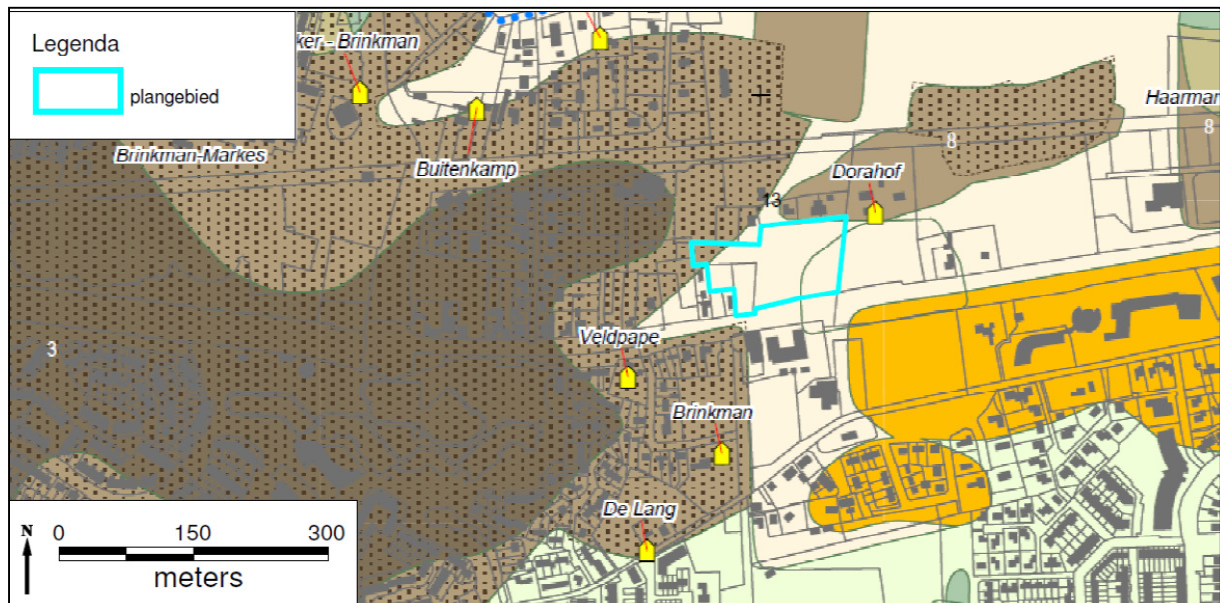 Legenda
plangebied
ker - Brinkman
Brinkman-Markes
Buitenkamp
Haarman
8
8
Dorahof
13
Veldpape
3
Brinkman
De Lang
N
0 150 300
meters